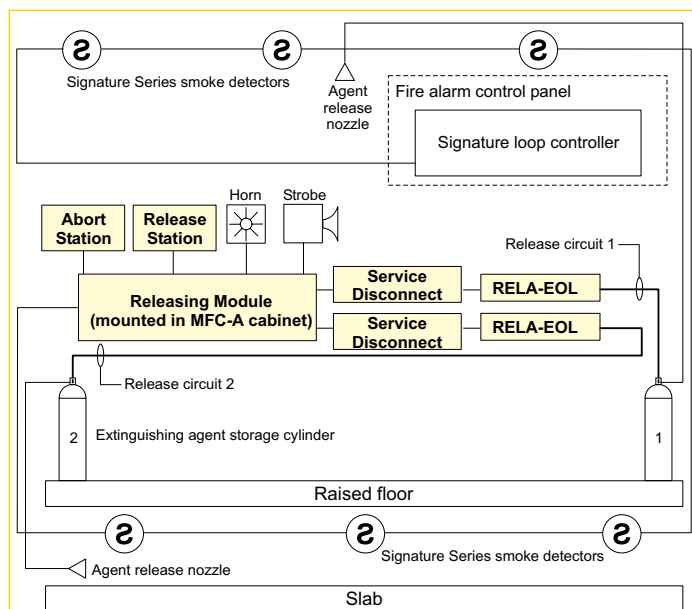 S S S
Signature Series smoke detectors
Agent
release
nozzle
Fire alarm control panel
Signature loop controller
Horn
Strobe
Abort
Station
Release
Station
Release circuit 1
Service
Disconnect
RELA-EOL
Releasing Module
(mounted in MFC-A cabinet)
Service
Disconnect
RELA-EOL
Release circuit 2
2
Extinguishing agent storage cylinder
1
Raised floor
S S S
Signature Series smoke detectors
Agent release nozzle
Slab